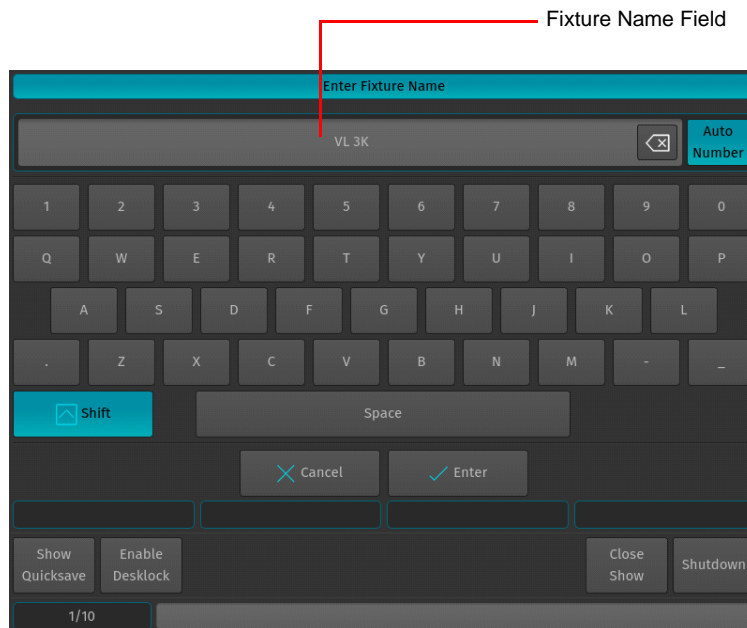 Fixture Name Field
Enter Fixture Name
VL 3K
Auto
Number
1 2 3 4 5 6 7 8 9 0
Q W E R T Y U I O P
A S D F G H J K L
. Z X C V B N M - _
Shift Space
Cancel Enter
Show
Quicksave
Enable
Desklock
Close
Show
Shutdown
1/10